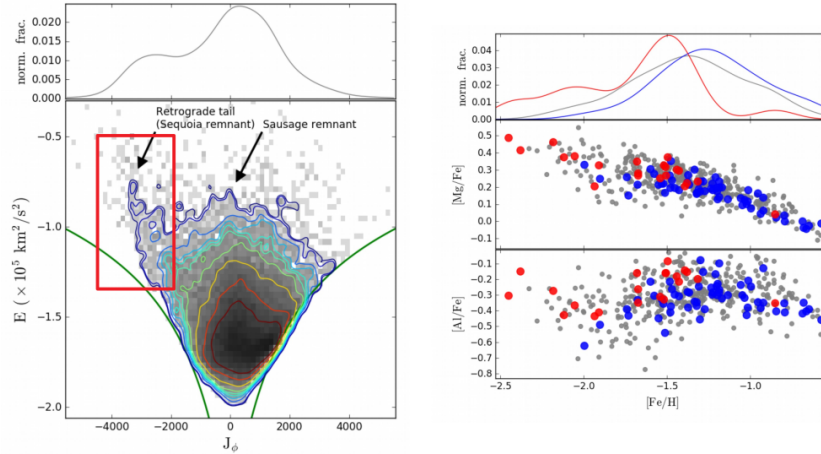 norm. frac.
0.025
0.020
0.015
0.010
0.005
0.000
Retrograde tail
(Sequoia remnant) Sausage remnant
E ( × 10⁵ km²/s²)
−0.5
−1.0
−1.5
−2.0
−4000 −2000 0 2000 4000
J_ϕ
norm. frac.
0.04
0.03
0.02
0.01
0.00
[Mg/Fe]
0.5
0.4
0.3
0.2
0.1
0.0
−0.1
[Al/Fe]
−0.1
−0.2
−0.3
−0.4
−0.5
−0.6
−0.7
−0.8
−2.5 −2.0 −1.5 −1.0
[Fe/H]